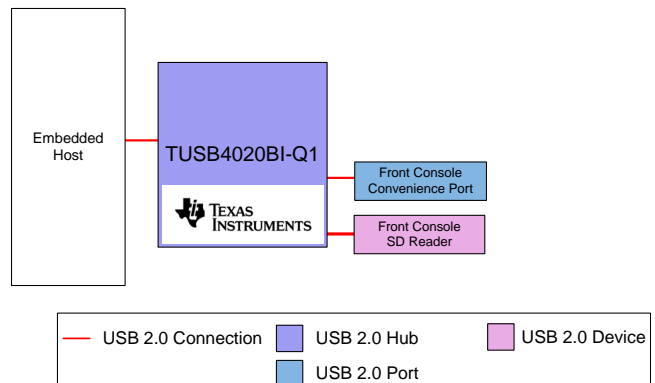 Embedded
Host
TUSB4020BI-Q1
TEXAS
INSTRUMENTS
Front Console
Convenience Port
Front Console
SD Reader
USB 2.0 Connection
USB 2.0 Hub
USB 2.0 Device
USB 2.0 Port